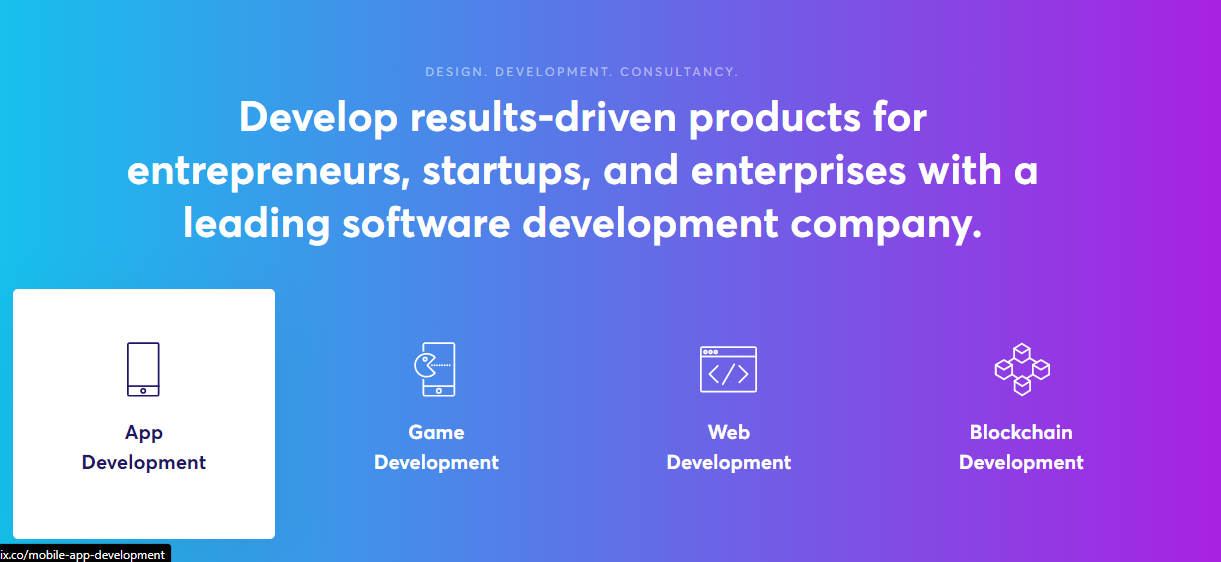 DESIGN. DEVELOPMENT. CONSULTANCY.
Develop results-driven products for
entrepreneurs, startups, and enterprises with a
leading software development company.
App
Development
Game
Development
Web
Development
Blockchain
Development
ix.co/mobile-app-development